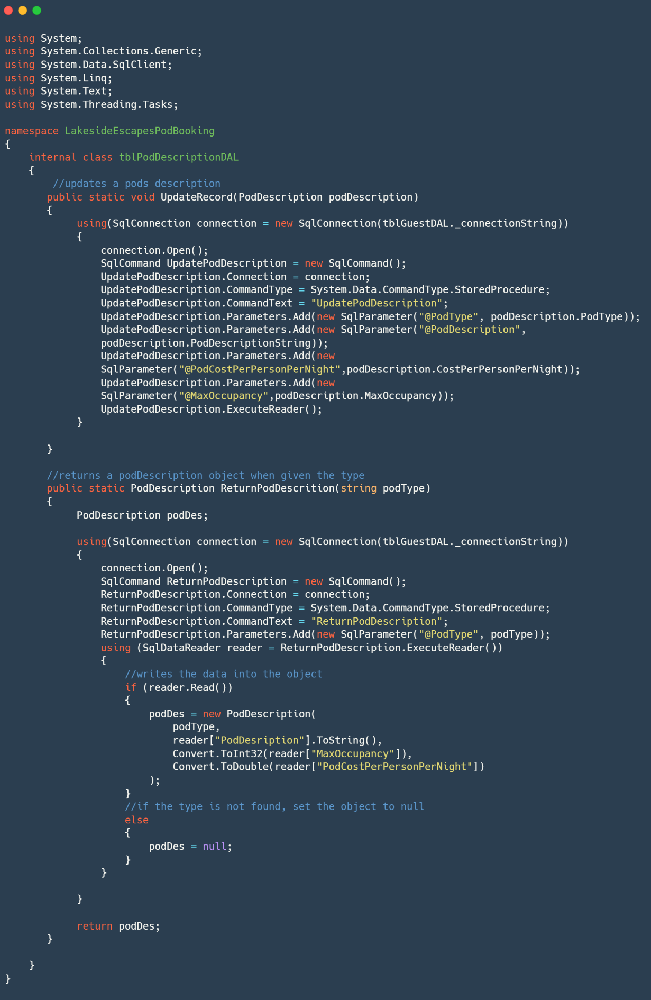 using System;
using System.Collections.Generic;
using System.Data.SqlClient;
using System.Linq;
using System.Text;
using System.Threading.Tasks;

namespace LakesideEscapesPodBooking
{
    internal class tblPodDescriptionDAL
    {
        //updates a pods description
       public static void UpdateRecord(PodDescription podDescription)
       {
            using(SqlConnection connection = new SqlConnection(tblGuestDAL._connectionString))
            {
                connection.Open();
                SqlCommand UpdatePodDescription = new SqlCommand();
                UpdatePodDescription.Connection = connection;
                UpdatePodDescription.CommandType = System.Data.CommandType.StoredProcedure;
                UpdatePodDescription.CommandText = "UpdatePodDescription";
                UpdatePodDescription.Parameters.Add(new SqlParameter("@PodType", podDescription.PodType));
                UpdatePodDescription.Parameters.Add(new SqlParameter("@PodDescription",
                podDescription.PodDescriptionString));
                UpdatePodDescription.Parameters.Add(new
                SqlParameter("@PodCostPerPersonPerNight",podDescription.CostPerPersonPerNight));
                UpdatePodDescription.Parameters.Add(new
                SqlParameter("@MaxOccupancy",podDescription.MaxOccupancy));
                UpdatePodDescription.ExecuteReader();
            }

       }

       //returns a podDescription object when given the type
       public static PodDescription ReturnPodDescrition(string podType)
       {
            PodDescription podDes;

            using(SqlConnection connection = new SqlConnection(tblGuestDAL._connectionString))
            {
                connection.Open();
                SqlCommand ReturnPodDescription = new SqlCommand();
                ReturnPodDescription.Connection = connection;
                ReturnPodDescription.CommandType = System.Data.CommandType.StoredProcedure;
                ReturnPodDescription.CommandText = "ReturnPodDescription";
                ReturnPodDescription.Parameters.Add(new SqlParameter("@PodType", podType));
                using (SqlDataReader reader = ReturnPodDescription.ExecuteReader())
                {
                    //writes the data into the object
                    if (reader.Read())
                    {
                        podDes = new PodDescription(
                            podType,
                            reader["PodDesription"].ToString(),
                            Convert.ToInt32(reader["MaxOccupancy"]),
                            Convert.ToDouble(reader["PodCostPerPersonPerNight"])
                        );
                    }
                    //if the type is not found, set the object to null
                    else
                    {
                        podDes = null;
                    }
                }

            }

            return podDes;
       }

    }
}